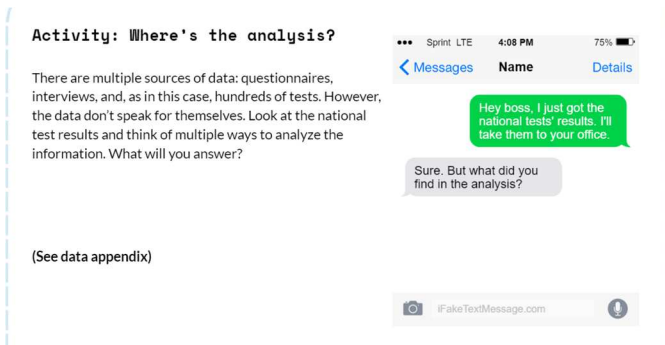 Activity: Where's the analysis?
There are multiple sources of data: questionnaires,
interviews, and, as in this case, hundreds of tests. However,
the data don't speak for themselves. Look at the national
test results and think of multiple ways to analyze the
information. What will you answer?
(See data appendix)
Sprint LTE 4:08 PM 75%
Messages Name Details
Hey boss, I just got the
national tests' results. I'll
take them to your office.
Sure. But what did you
find in the analysis?
iFakeTextMessage.com